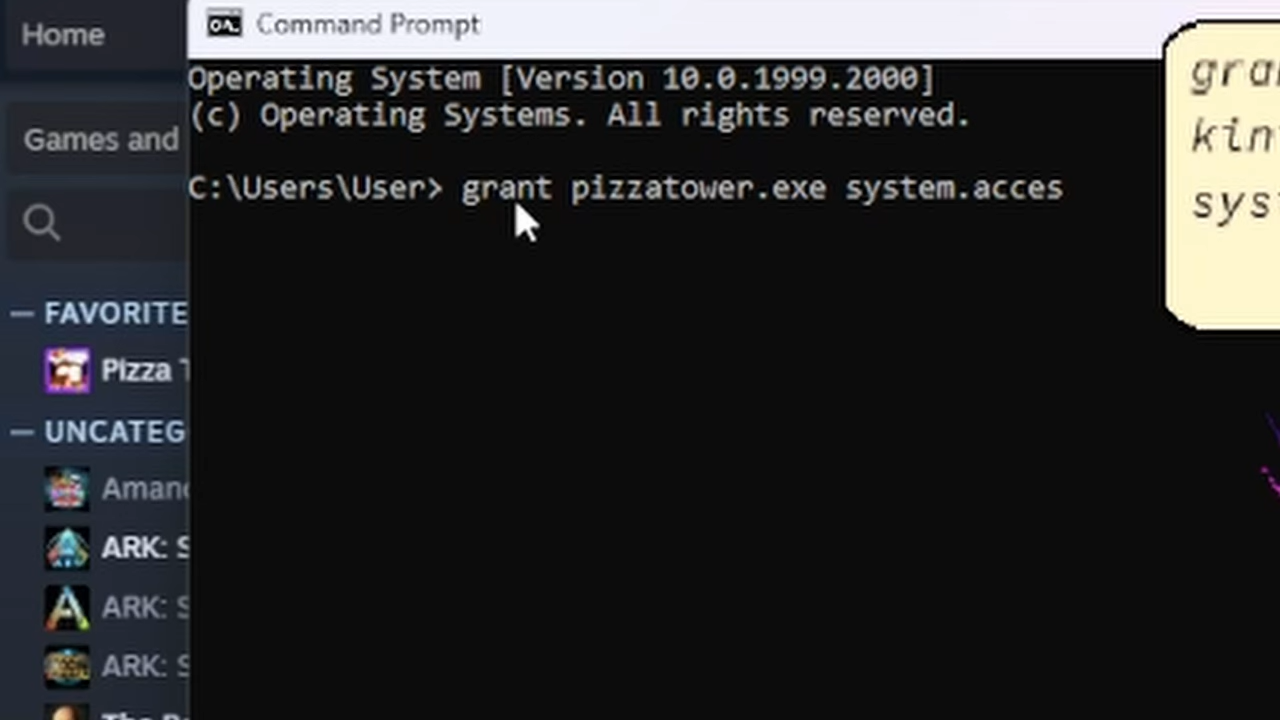 Home
Games and
FAVORITE
Pizza
UNCATEG
ARK: S
ARK: S
ARK: S
Command Prompt
Operating System [Version 10.0.1999.2000]
(c) Operating Systems. All rights reserved.
C:\Users\User> grant pizzatower.exe system.acces